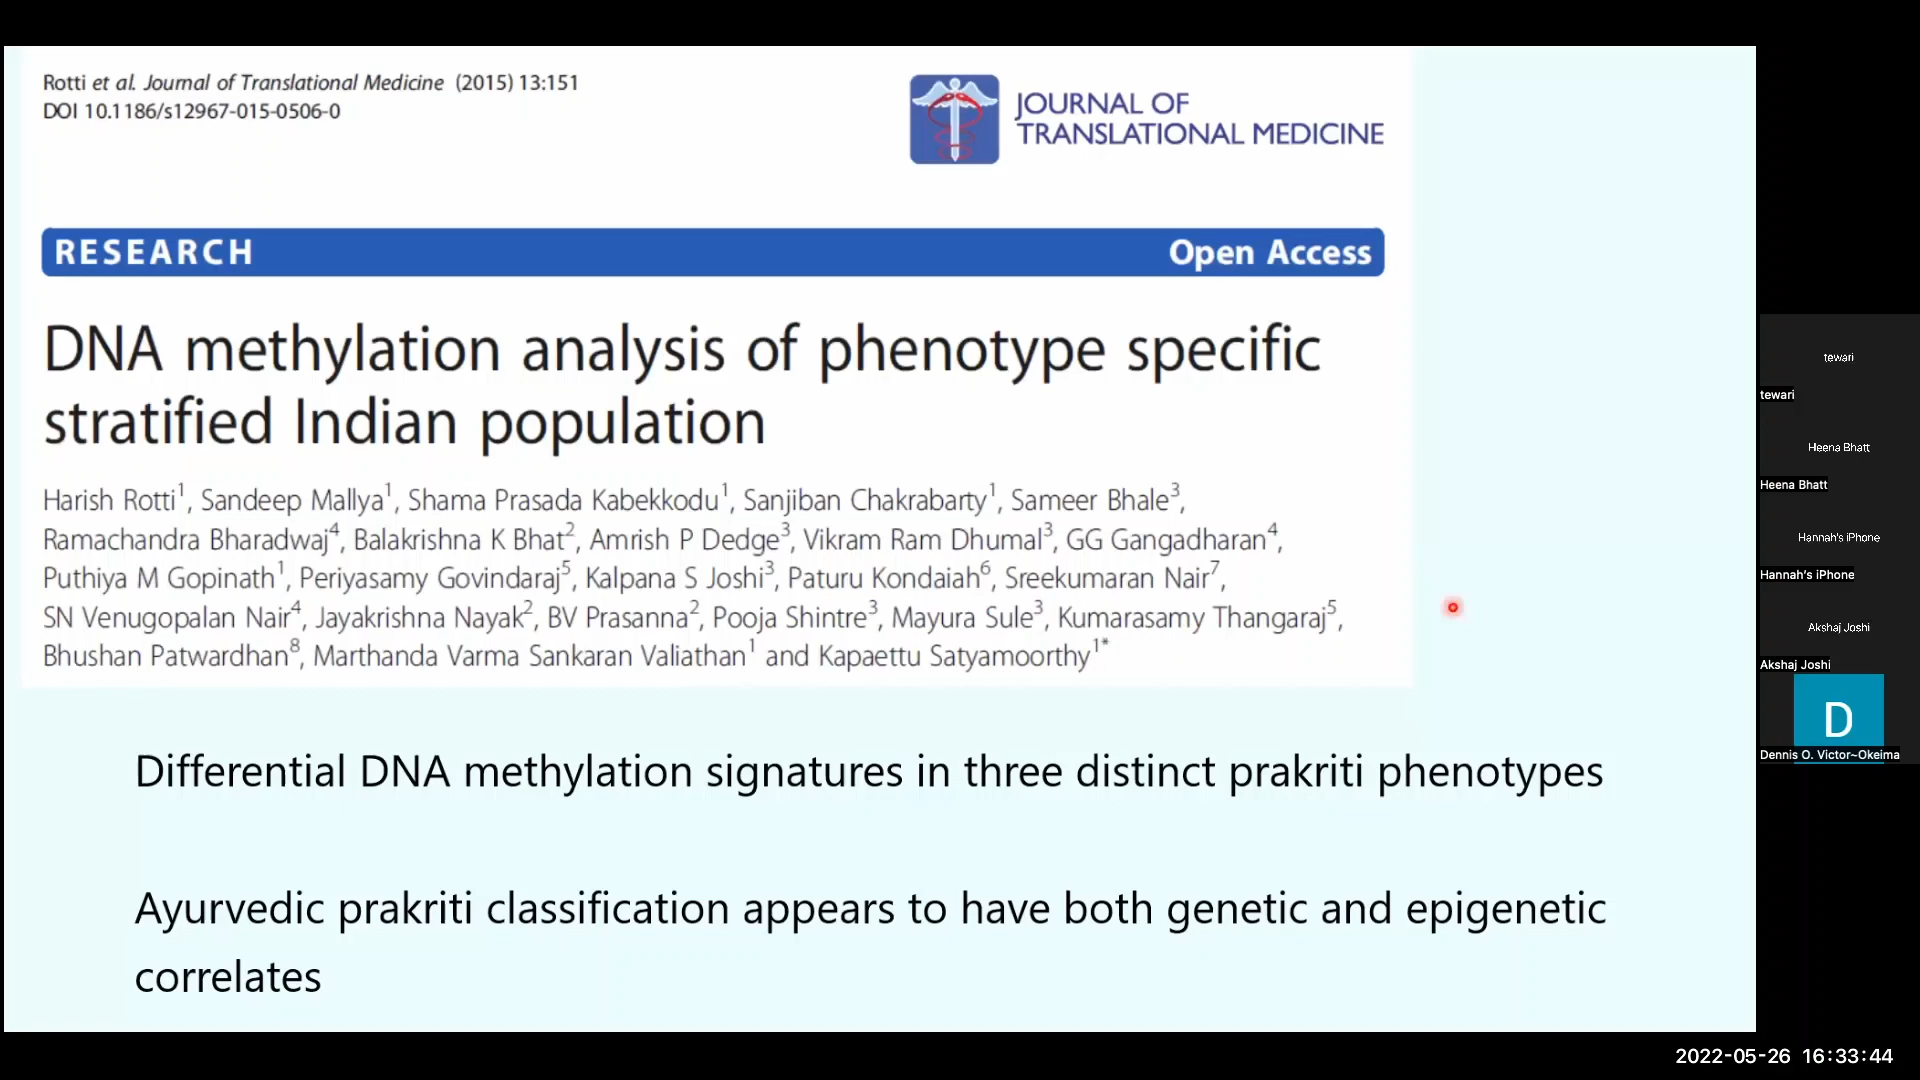 Rotti et al. Journal of Translational Medicine (2015) 13:151
DOI 10.1186/s12967-015-0506-0
JOURNAL OF
TRANSLATIONAL MEDICINE
RESEARCH
Open Access
DNA methylation analysis of phenotype specific
stratified Indian population
Harish Rotti1, Sandeep Mallya1, Shama Prasada Kabekkodu1, Sanjiban Chakrabarty1, Sameer Bhale3,
Ramachandra Bharadwaj4, Balakrishna K Bhat2, Amrish P Dedge3, Vikram Ram Dhumal3, GG Gangadharan4,
Puthiya M Gopinath1, Periyasamy Govindaraj5, Kalpana S Joshi3, Paturu Kondaiah6, Sreekumaran Nair7,
SN Venugopalan Nair4, Jayakrishna Nayak2, BV Prasanna2, Pooja Shintre3, Mayura Sule3, Kumarasamy Thangaraj5,
Bhushan Patwardhan8, Marthanda Varma Sankaran Valiathan1 and Kapaettu Satyamoorthy1*
Differential DNA methylation signatures in three distinct prakriti phenotypes
Ayurvedic prakriti classification appears to have both genetic and epigenetic
correlates
tewari
tewari
Heena Bhatt
Heena Bhatt
Hannah's iPhone
Hannah's iPhone
Akshaj Joshi
Akshaj Joshi
D
Dennis O. Victor-Okeima
2022-05-26 16:33:44